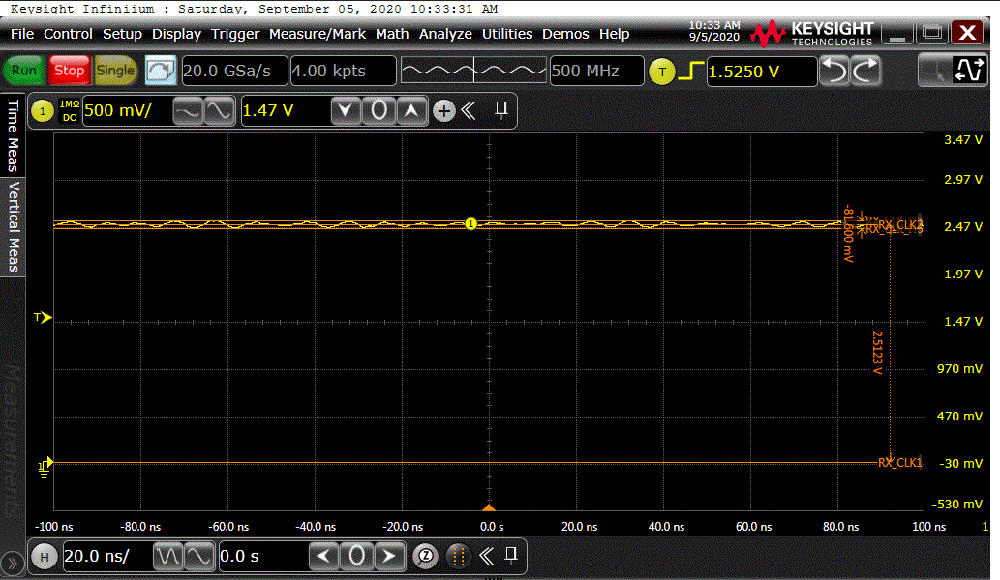 Keysight Infiniium : Saturday, September 05, 2020 10:33:31 AM
File Control Setup Display Trigger Measure/Mark Math Analyze Utilities Demos Help
10:33 AM
9/5/2020
KEYSIGHT
TECHNOLOGIES
Run Stop Single 20.0 GSa/s 4.00 kpts 500 MHz T 1.5250 V
1 1MΩ DC 500 mV/ 1.47 V 0
Time Meas
Vertical Meas
Measurements
3.47 V
2.97 V
2.47 V
1.97 V
1.47 V
970 mV
470 mV
-30 mV
-530 mV
1
RX_CLK2
2.5123 V
RX_CLK1
T
-100 ns -80.0 ns -60.0 ns -40.0 ns -20.0 ns 0.0 s 20.0 ns 40.0 ns 60.0 ns 80.0 ns 100 ns 1
H 20.0 ns/ 0.0 s 0 Z